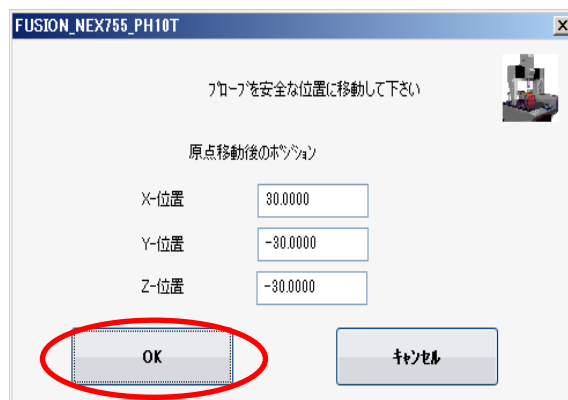 FUSION_NEX755_PH10T
ﾌﾟﾛｰﾌﾞを安全な位置に移動して下さい
原点移動後のﾎﾟｼﾞｼｮﾝ
X-位置 30.0000
Y-位置 -30.0000
Z-位置 -30.0000
OK ｷｬﾝｾﾙ